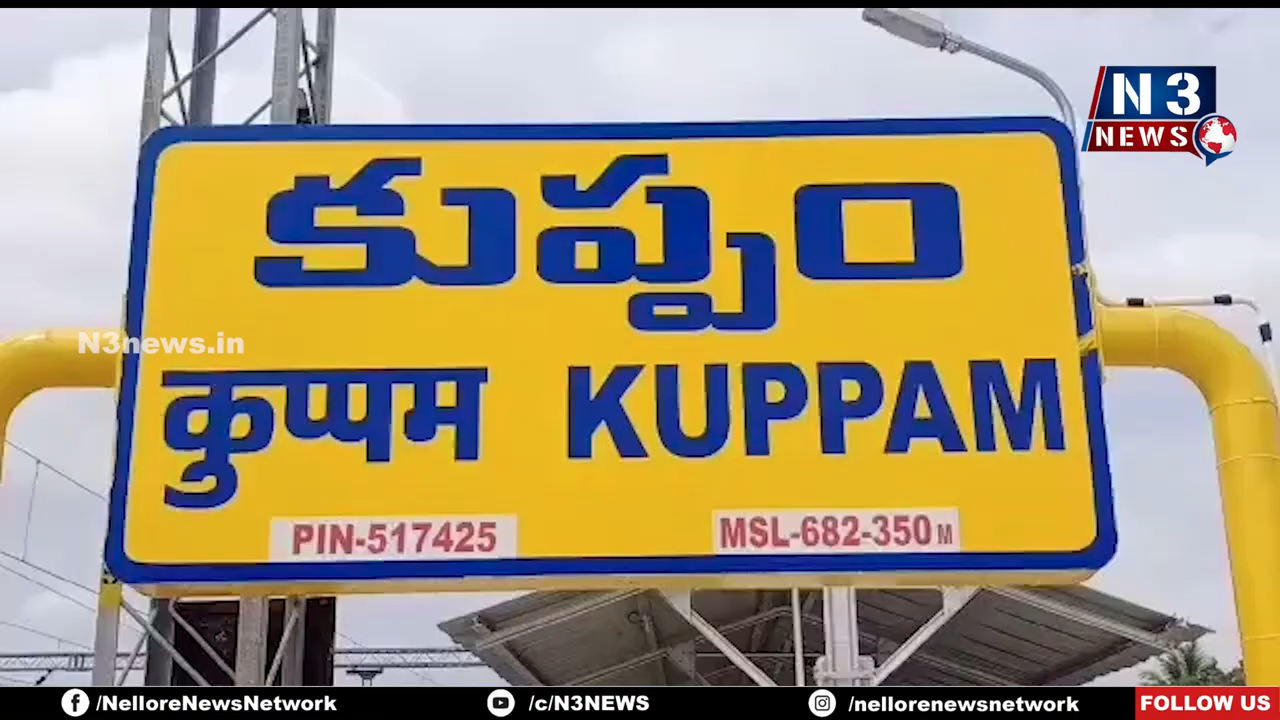 N3
NEWS
కుప్పం
N3news.in
कुप्पम KUPPAM
PIN-517425 MSL-682-350 M
/NelloreNewsNetwork /c/N3NEWS /nellorenewsnetwork FOLLOW US